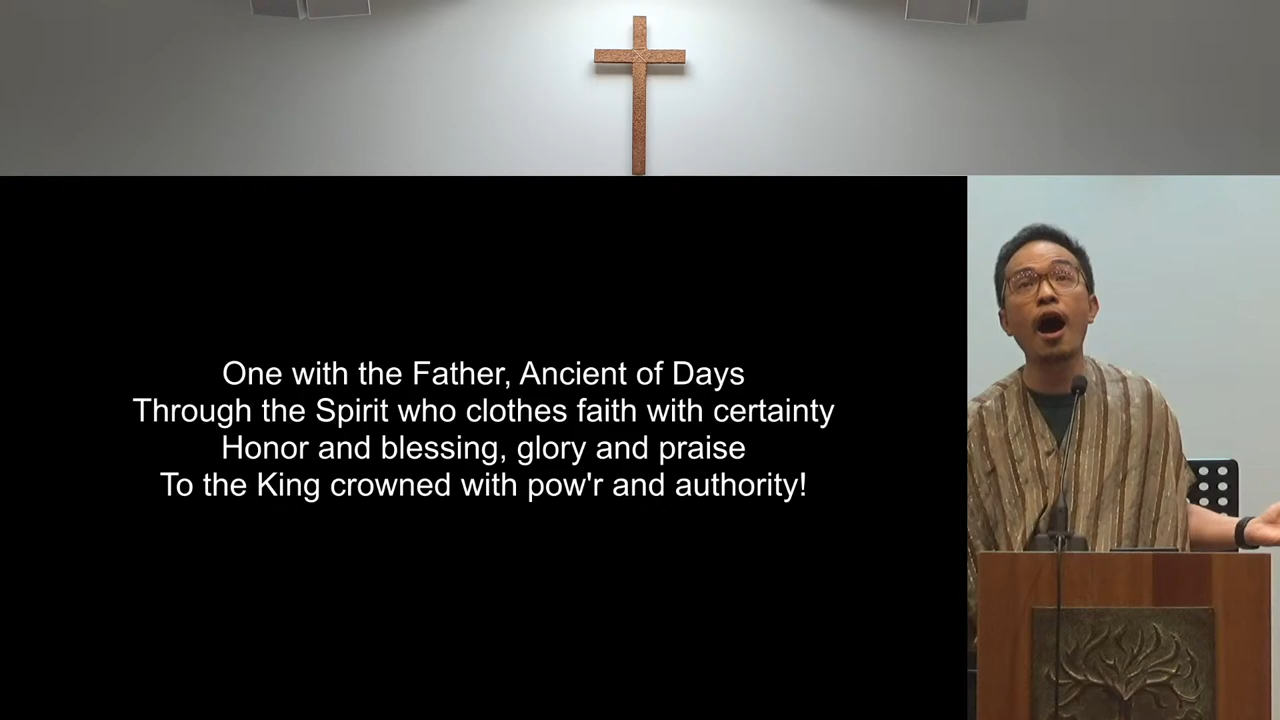 One with the Father, Ancient of Days
Through the Spirit who clothes faith with certainty
Honor and blessing, glory and praise
To the King crowned with pow'r and authority!